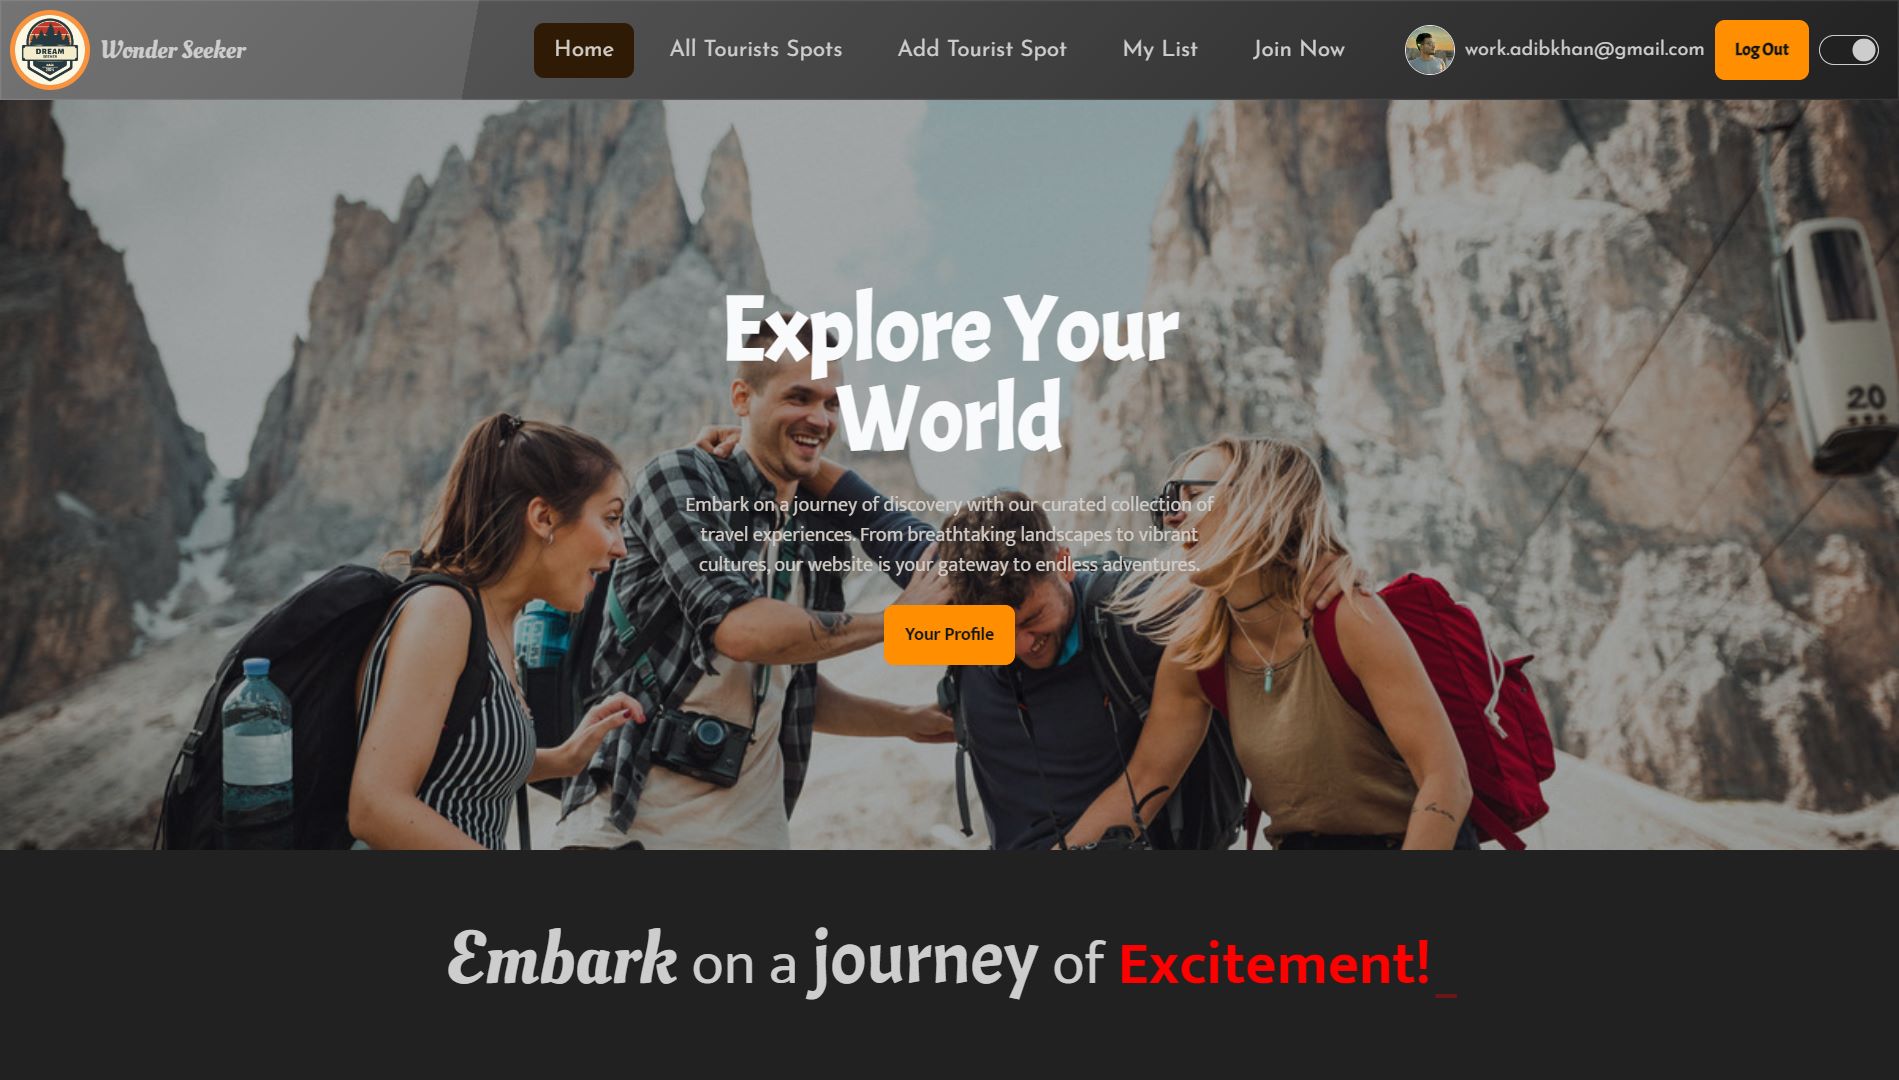 DREAM
SEEKER
Wonder Seeker
Home
All Tourists Spots
Add Tourist Spot
My List
Join Now
work.adibkhan@gmail.com
Log Out
Explore Your
World
20
Embark on a journey of discovery with our curated collection of
travel experiences. From breathtaking landscapes to vibrant
cultures, our website is your gateway to endless adventures.
Your Profile
Embark on a journey of Excitement!_